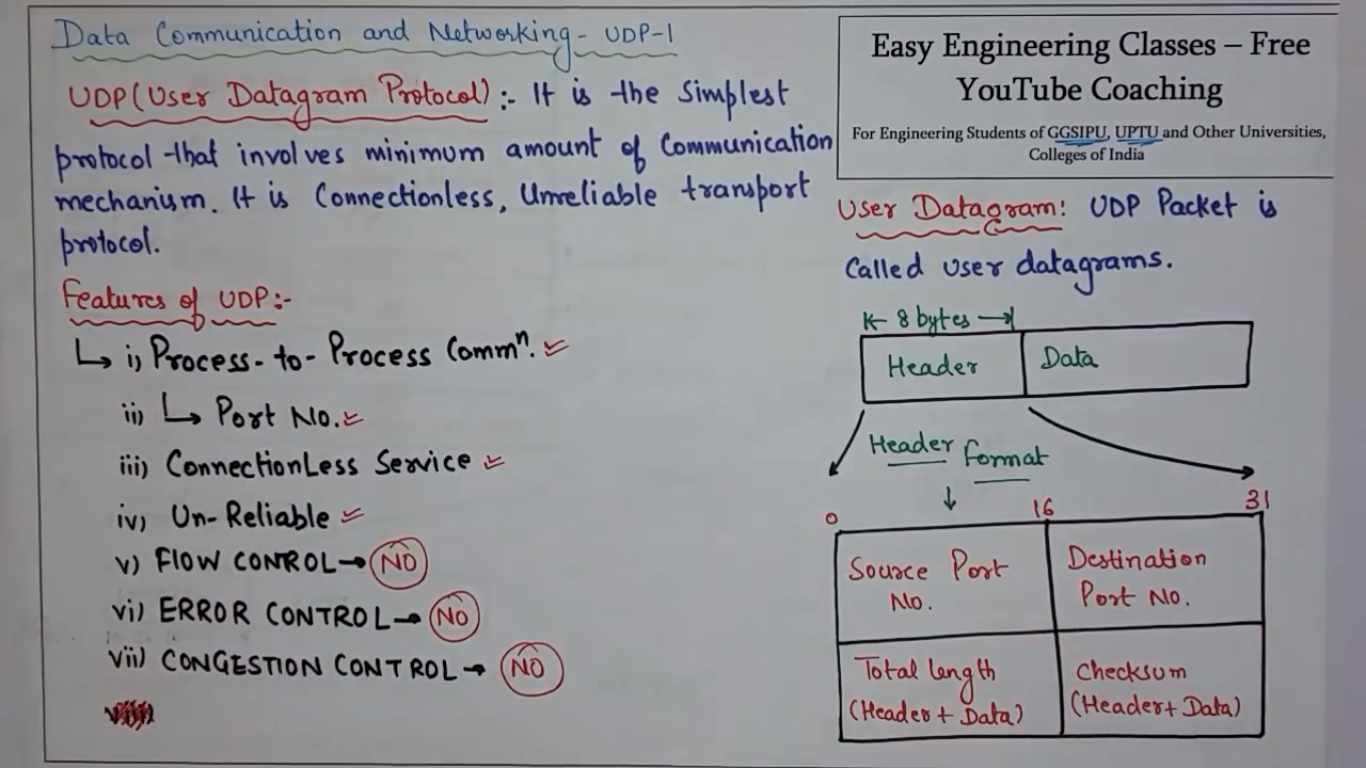 Data Communication and Networking - UDP-1
UDP (User Datagram Protocol) :- It is the Simplest
protocol that involves minimum amount of Communication
mechanism. It is Connectionless, Unreliable transport
protocol.
Features of UDP:-
↳ i) Process-to-Process Commⁿ. ✓
ii) ↳ Port No. ✓
iii) ConnectionLess Service ✓
iv) Un-Reliable ✓
v) FLOW CONROL → NO
vi) ERROR CONTROL → NO
vii) CONGESTION CONTROL → NO
Easy Engineering Classes – Free
YouTube Coaching
For Engineering Students of GGSIPU, UPTU and Other Universities,
Colleges of India
User Datagram: UDP Packet is
Called user datagrams.
8 bytes
Header
Data
Header Format
0
16
31
Source Port
No.
Destination
Port No.
Total length
(Header + Data)
Checksum
(Header + Data)